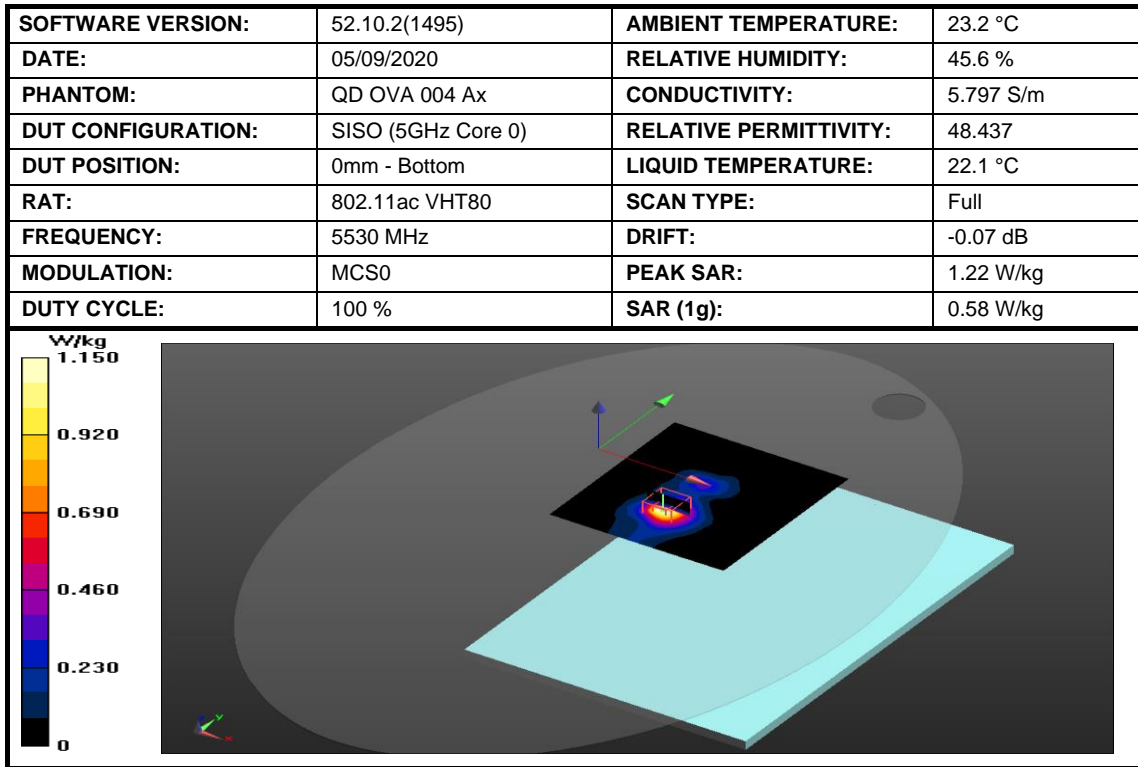 SOFTWARE VERSION: 52.10.2(1495) AMBIENT TEMPERATURE: 23.2 °C
DATE: 05/09/2020 RELATIVE HUMIDITY: 45.6 %
PHANTOM: QD OVA 004 Ax CONDUCTIVITY: 5.797 S/m
DUT CONFIGURATION: SISO (5GHz Core 0) RELATIVE PERMITTIVITY: 48.437
DUT POSITION: 0mm - Bottom LIQUID TEMPERATURE: 22.1 °C
RAT: 802.11ac VHT80 SCAN TYPE: Full
FREQUENCY: 5530 MHz DRIFT: -0.07 dB
MODULATION: MCS0 PEAK SAR: 1.22 W/kg
DUTY CYCLE: 100 % SAR (1g): 0.58 W/kg
W/kg
1.150
0.920
0.690
0.460
0.230
0